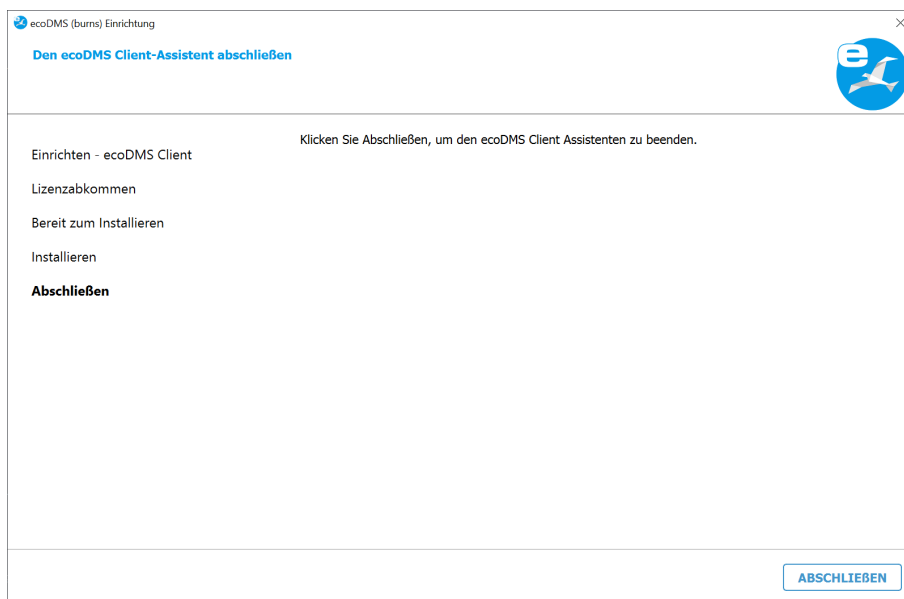 ecoDMS (burns) Einrichtung
Den ecoDMS Client-Assistent abschließen
e
Klicken Sie Abschließen, um den ecoDMS Client Assistenten zu beenden.
Einrichten - ecoDMS Client
Lizenzabkommen
Bereit zum Installieren
Installieren
Abschließen
ABSCHLIEßEN